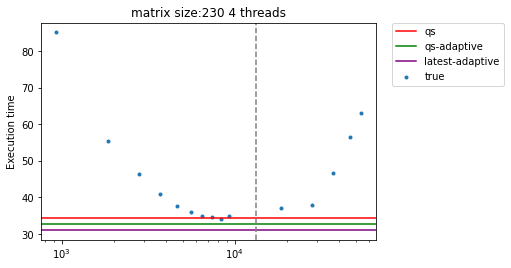 matrix size:230 4 threads
Execution time
80
70
60
50
40
30
10³
10⁴
qs
qs-adaptive
latest-adaptive
true